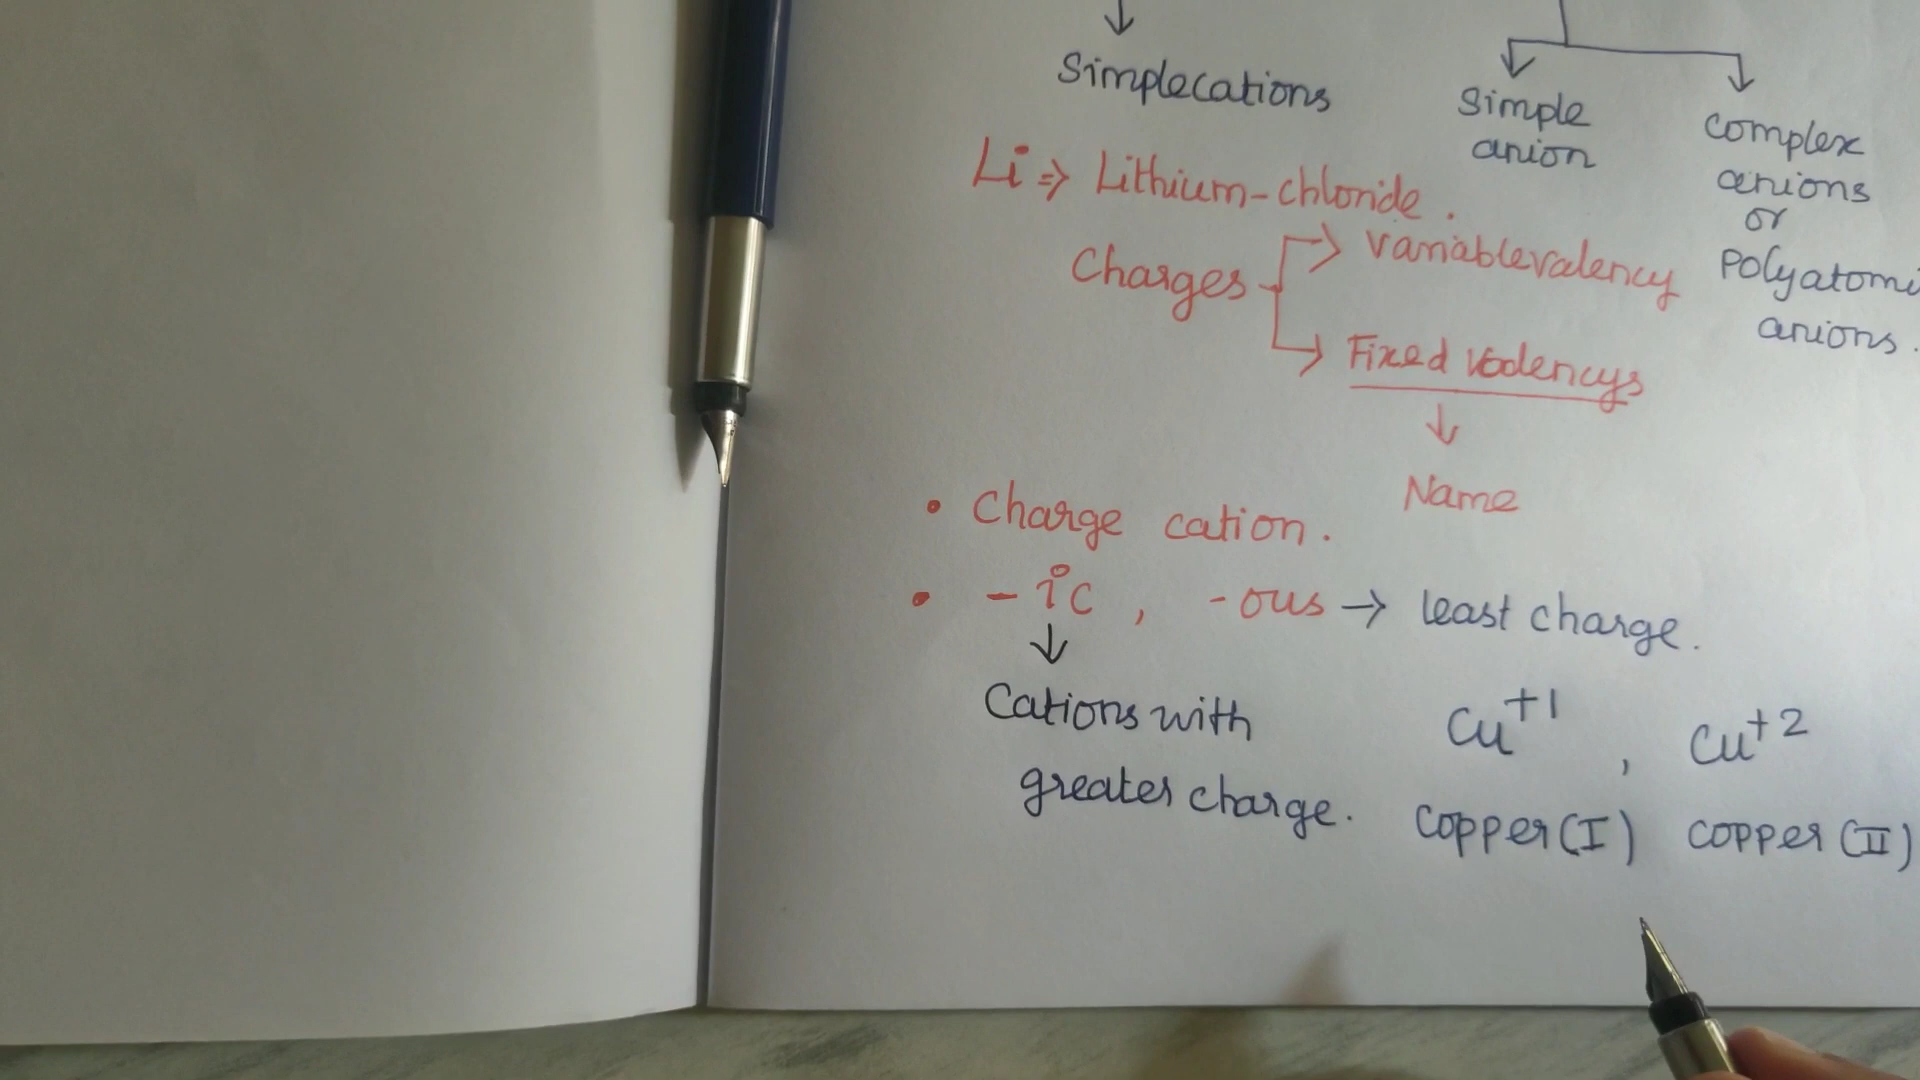 Simplecations
Simple
anion
complex
anions
or
polyatomi
anions.
Li => Lithium-chloride.
Charges
variablevalency
Fixed valencys
Name
• Charge cation.
• -ic , -ous → least charge.
Cations with
greater charge.
Cu+1 , Cu+2
copper (I) copper (II)